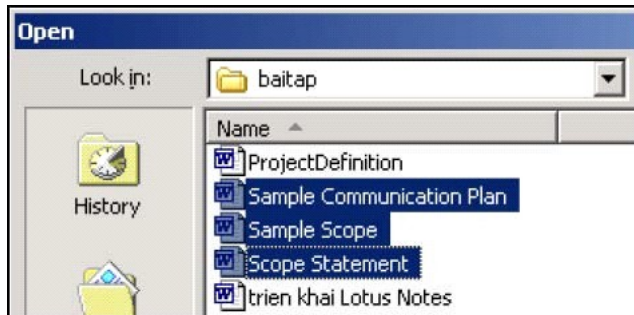 Open
Look in:
baitap
Name
ProjectDefinition
Sample Communication Plan
History
Sample Scope
Scope Statement
trien khai Lotus Notes